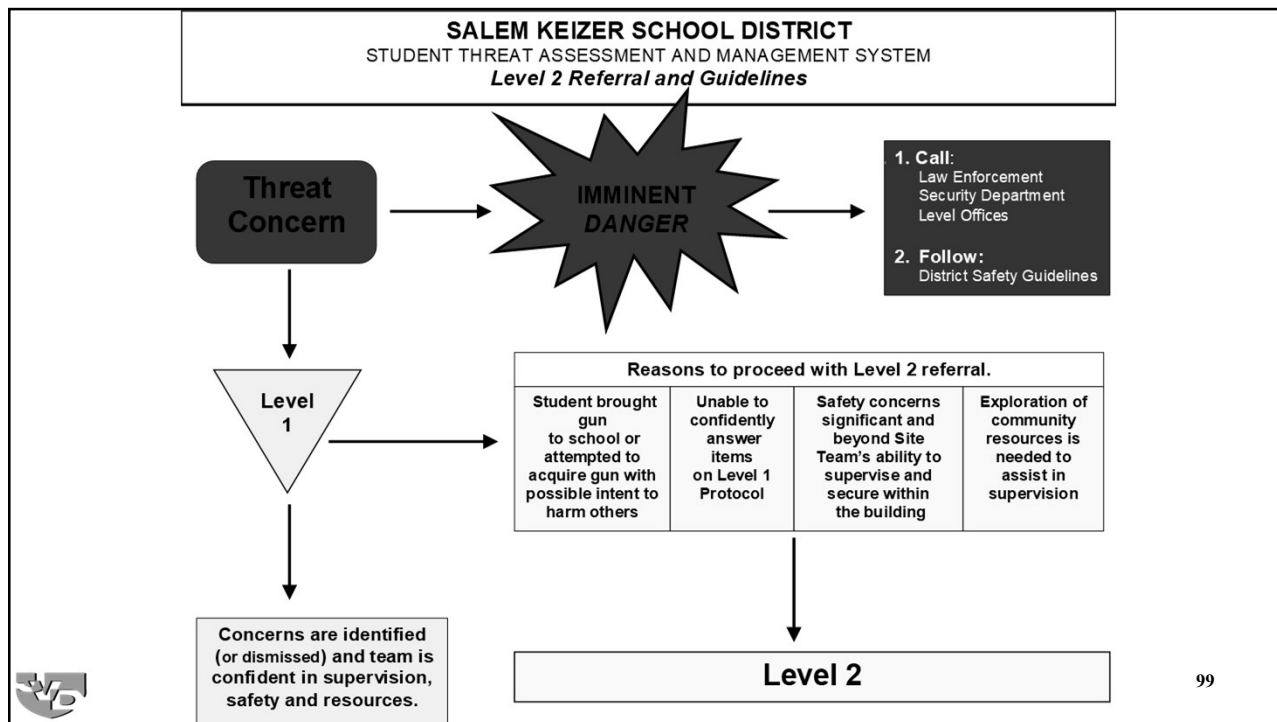 SALEM KEIZER SCHOOL DISTRICT
STUDENT THREAT ASSESSMENT AND MANAGEMENT SYSTEM
Level 2 Referral and Guidelines
Threat
Concern
IMMINENT
DANGER
1. Call:
Law Enforcement
Security Department
Level Offices
2. Follow:
District Safety Guidelines
Level
1
Reasons to proceed with Level 2 referral.
Student brought
gun
to school or
attempted to
acquire gun with
possible intent to
harm others
Unable to
confidently
answer
items
on Level 1
Protocol
Safety concerns
significant and
beyond Site
Team's ability to
supervise and
secure within
the building
Exploration of
community
resources is
needed to
assist in
supervision
Concerns are identified
(or dismissed) and team is
confident in supervision,
safety and resources.
Level 2
99